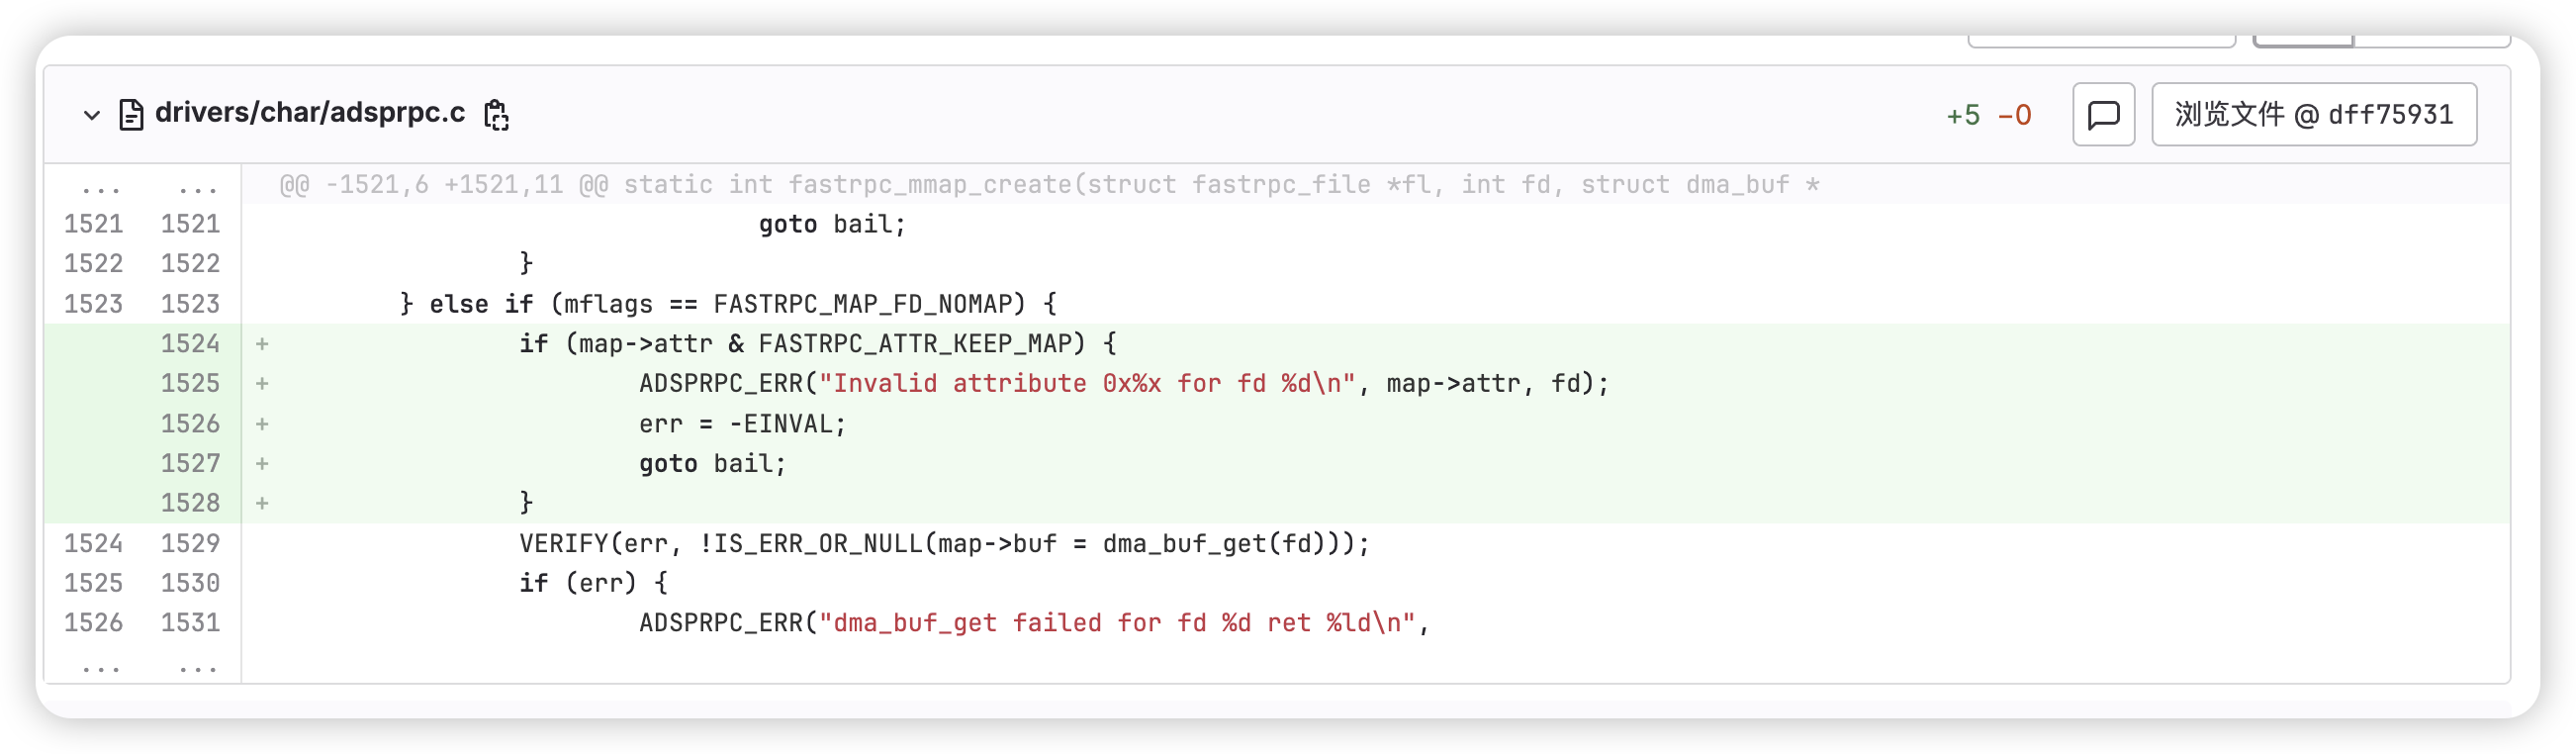 drivers/char/adsprpc.c +5 −0 浏览文件 @ dff75931
... ... @@ -1521,6 +1521,11 @@ static int fastrpc_mmap_create(struct fastrpc_file *fl, int fd, struct dma_buf *
1521 1521 goto bail;
1522 1522 }
1523 1523 } else if (mflags == FASTRPC_MAP_FD_NOMAP) {
1524 + if (map->attr & FASTRPC_ATTR_KEEP_MAP) {
1525 + ADSPRPC_ERR("Invalid attribute 0x%x for fd %d\n", map->attr, fd);
1526 + err = -EINVAL;
1527 + goto bail;
1528 + }
1524 1529 VERIFY(err, !IS_ERR_OR_NULL(map->buf = dma_buf_get(fd)));
1525 1530 if (err) {
1526 1531 ADSPRPC_ERR("dma_buf_get failed for fd %d ret %ld\n",
... ...